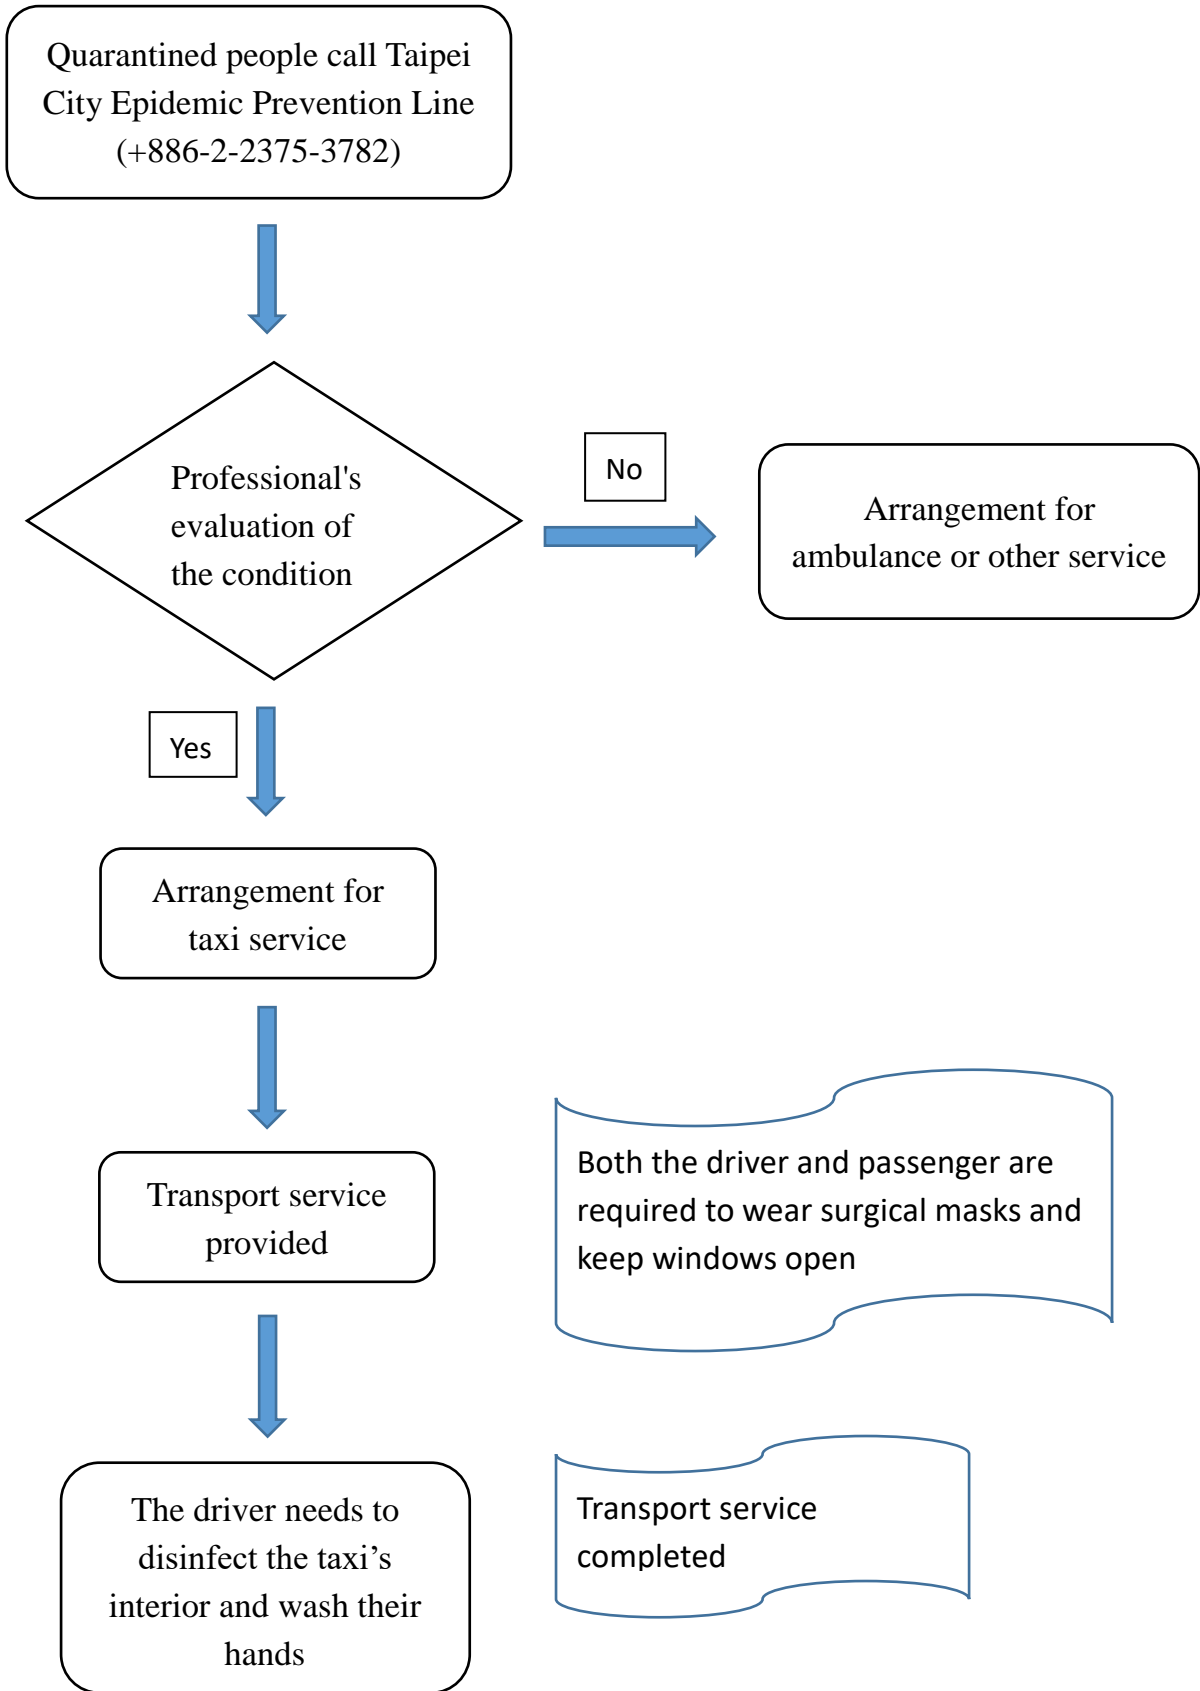 Quarantined people call Taipei
City Epidemic Prevention Line
(+886-2-2375-3782)
Professional's
evaluation of
the condition
No
Arrangement for
ambulance or other service
Yes
Arrangement for
taxi service
Transport service
provided
Both the driver and passenger are
required to wear surgical masks and
keep windows open
The driver needs to
disinfect the taxi’s
interior and wash their
hands
Transport service
completed